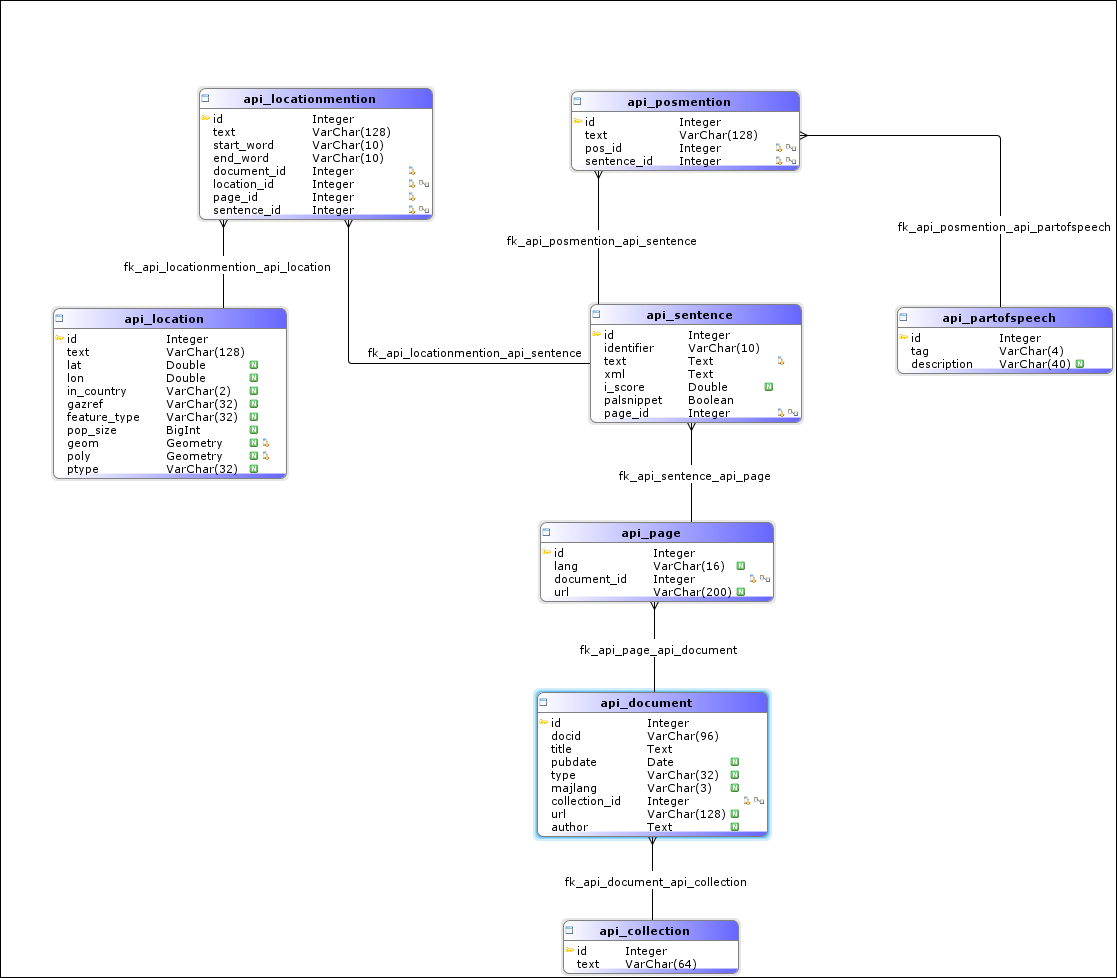 api_locationmention
id Integer
text VarChar(128)
start_word VarChar(10)
end_word VarChar(10)
document_id Integer
location_id Integer
page_id Integer
sentence_id Integer
api_posmention
id Integer
text VarChar(128)
pos_id Integer
sentence_id Integer
fk_api_posmention_api_partofspeech
fk_api_posmention_api_sentence
fk_api_locationmention_api_location
api_location
id Integer
text VarChar(128)
lat Double N
lon Double N
in_country VarChar(2) N
gazref VarChar(32) N
feature_type VarChar(32) N
pop_size BigInt N
geom Geometry N
poly Geometry N
ptype VarChar(32) N
fk_api_locationmention_api_sentence
api_sentence
id Integer
identifier VarChar(10)
text Text
xml Text
i_score Double N
palsnippet Boolean
page_id Integer
api_partofspeech
id Integer
tag VarChar(4)
description VarChar(40) N
fk_api_sentence_api_page
api_page
id Integer
lang VarChar(16) N
document_id Integer
url VarChar(200) N
fk_api_page_api_document
api_document
id Integer
docid VarChar(96)
title Text
pubdate Date N
type VarChar(32) N
majlang VarChar(3) N
collection_id Integer
url VarChar(128) N
author Text N
fk_api_document_api_collection
api_collection
id Integer
text VarChar(64)